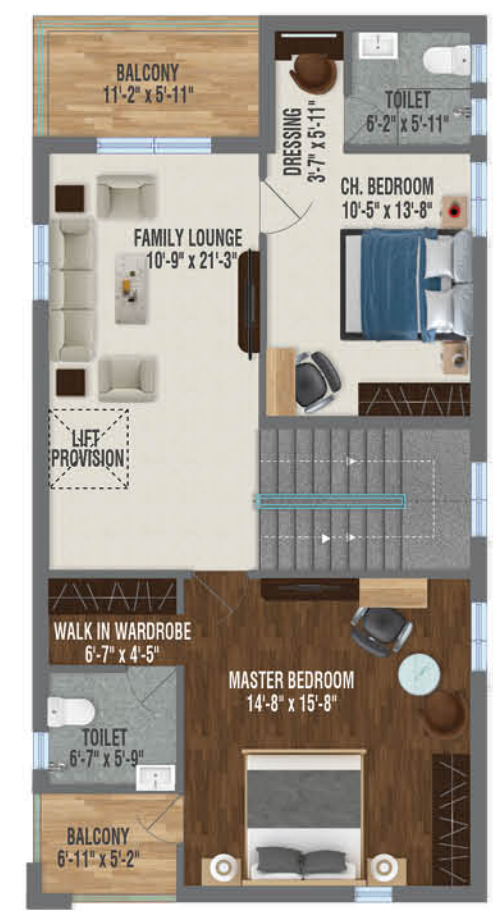 BALCONY
11'-2" x 5'-11"
TOILET
6'-2" x 5'-11"
DRESSING
3'-7" x 5'-11"
CH. BEDROOM
10'-5" x 13'-8"
FAMILY LOUNGE
10'-9" x 21'-3"
LIFT
PROVISION
WALK IN WARDROBE
6'-7" x 4'-5"
MASTER BEDROOM
14'-8" x 15'-8"
TOILET
6'-7" x 5'-9"
BALCONY
6'-11" x 5'-2"